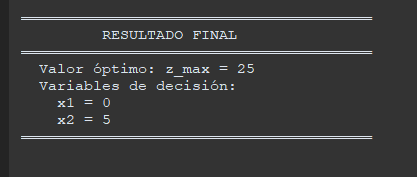 RESULTADO FINAL
Valor óptimo: z_max = 25
Variables de decisión:
x1 = 0
x2 = 5